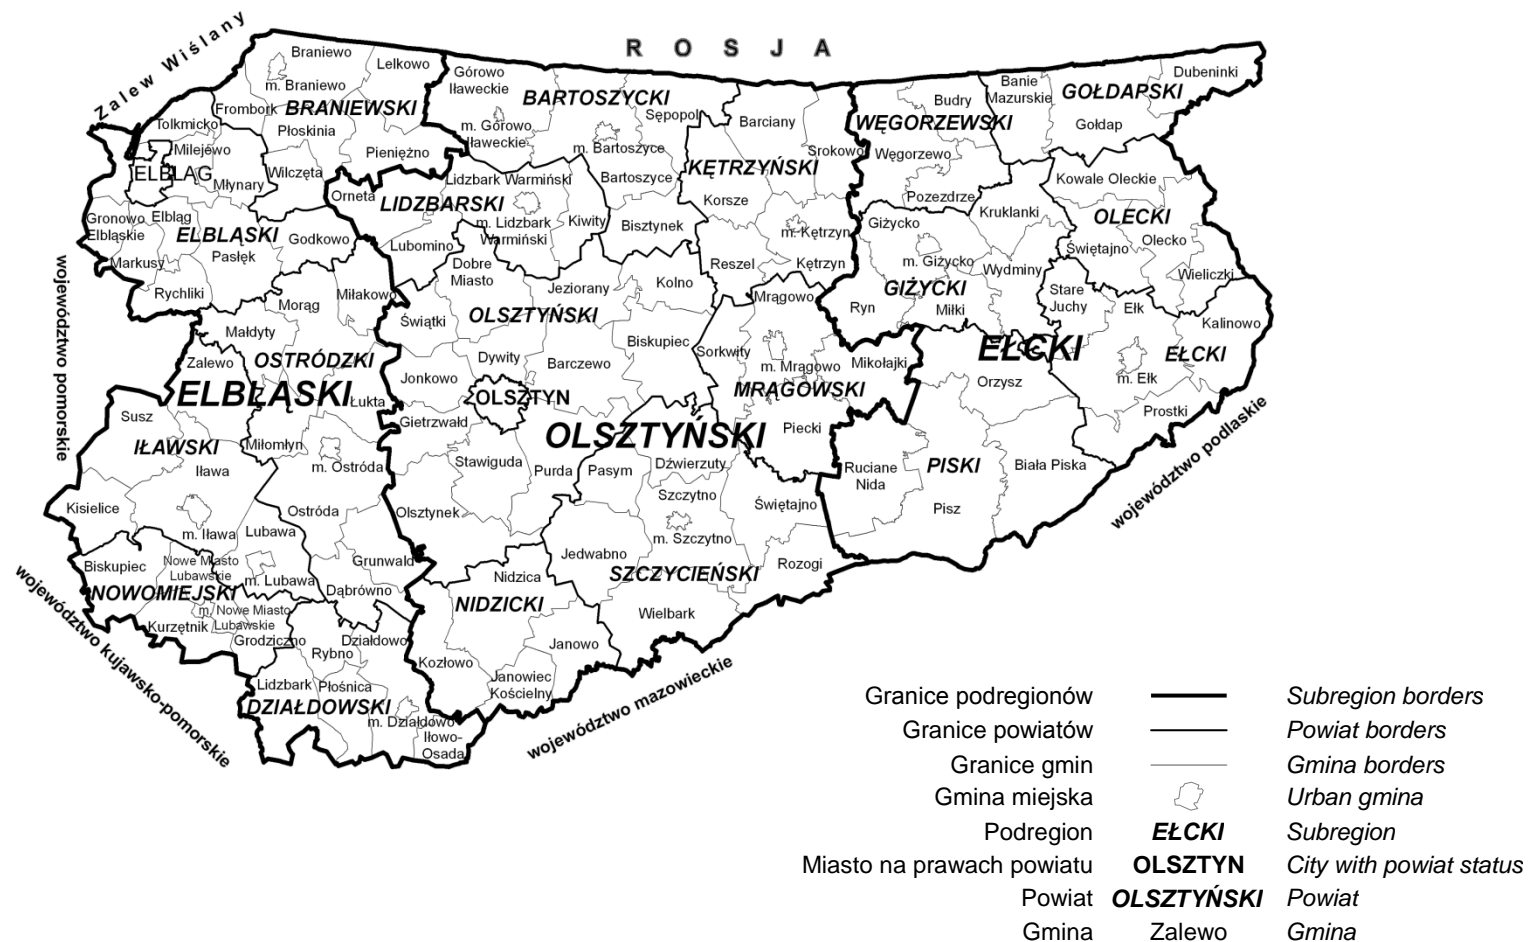 Zalew Wiślany
R O S J A
Braniewo
Lelkowo
m. Braniewo
BRANIEWSKI
Frombork
Płoskinia
Pieniężno
Wilczęta
Tolkmicko
Milejewo
ELBLĄG
Młynary
Gronowo
Elbląskie
Elbląg
ELBLĄSKI
Godkowo
Markusy
Pasłęk
Rychliki
Górowo
Iławeckie
BARTOSZYCKI
Sępopol
m. Górowo
Iławeckie
m. Bartoszyce
Bartoszyce
Bisztynek
Orneta
Lidzbark Warmiński
LIDZBARSKI
m. Lidzbark
Warmiński
Kiwity
Lubomino
Barciany
Srokowo
KĘTRZYŃSKI
Korsze
m. Kętrzyn
Reszel
Kętrzyn
Budry
WĘGORZEWSKI
Węgorzewo
Pozezdrze
Banie
Mazurskie
GOŁDAPSKI
Dubeninki
Gołdap
Kowale Oleckie
OLECKI
Świętajno
Olecko
Wieliczki
Giżycko
Kruklanki
m. Giżycko
Wydminy
GIŻYCKI
Ryn
Miłki
Stare
Juchy
Ełk
Kalinowo
EŁCKI
EŁCKI
m. Ełk
Prostki
Morąg
Miłakowo
Małdyty
Zalewo
OSTRÓDZKI
ELBLĄSKI
Łukta
Miłomłyn
m. Ostróda
Ostróda
Grunwald
Dąbrówno
Susz
IŁAWSKI
Iława
Kisielice
m. Iława
Lubawa
m. Lubawa
Biskupiec
Nowe Miasto
Lubawskie
NOWOMIEJSKI
m. Nowe Miasto
Lubawskie
Kurzętnik
Grodziczno
Rybno
Działdowo
Lidzbark
Płośnica
DZIAŁDOWSKI
m. Działdowo
Iłowo-
Osada
Dobre
Miasto
Jeziorany
Kolno
Świątki
OLSZTYŃSKI
Biskupiec
Dywity
Barczewo
Jonkowo
OLSZTYN
Gietrzwałd
OLSZTYŃSKI
Stawiguda
Purda
Olsztynek
Mrągowo
Sorkwity
m. Mrągowo
Mikołajki
MRĄGOWSKI
Piecki
Orzysz
Ruciane
Nida
PISKI
Biała Piska
Pisz
Pasym
Dźwierzuty
Szczytno
Świętajno
m. Szczytno
Jedwabno
Rozogi
SZCZYCIEŃSKI
Wielbark
Nidzica
NIDZICKI
Janowo
Kozłowo
Janowiec
Kościelny
województwo pomorskie
województwo kujawsko-pomorskie
województwo mazowieckie
województwo podlaskie
Granice podregionów Subregion borders
Granice powiatów Powiat borders
Granice gmin Gmina borders
Gmina miejska Urban gmina
Podregion EŁCKI Subregion
Miasto na prawach powiatu OLSZTYN City with powiat status
Powiat OLSZTYŃSKI Powiat
Gmina Zalewo Gmina